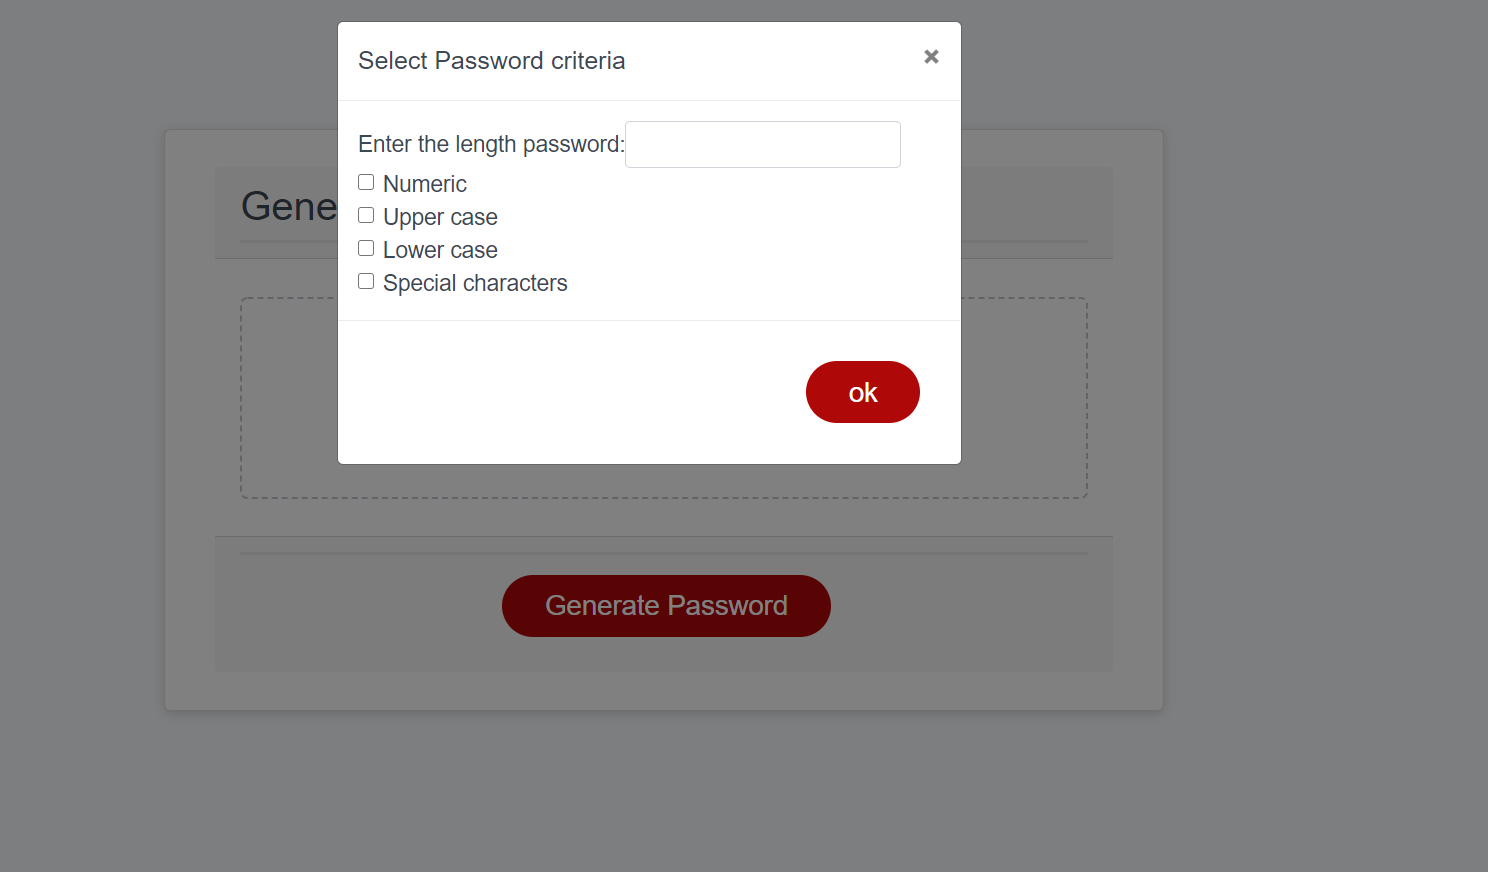 Select Password criteria
×
Enter the length password:
Numeric
Upper case
Lower case
Special characters
ok
Gene
Generate Password